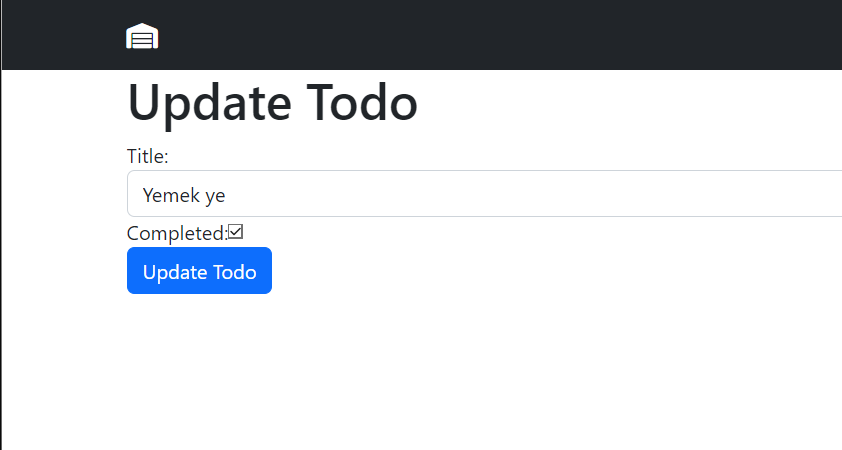 Update Todo
Title:
Yemek ye
Completed:
Update Todo